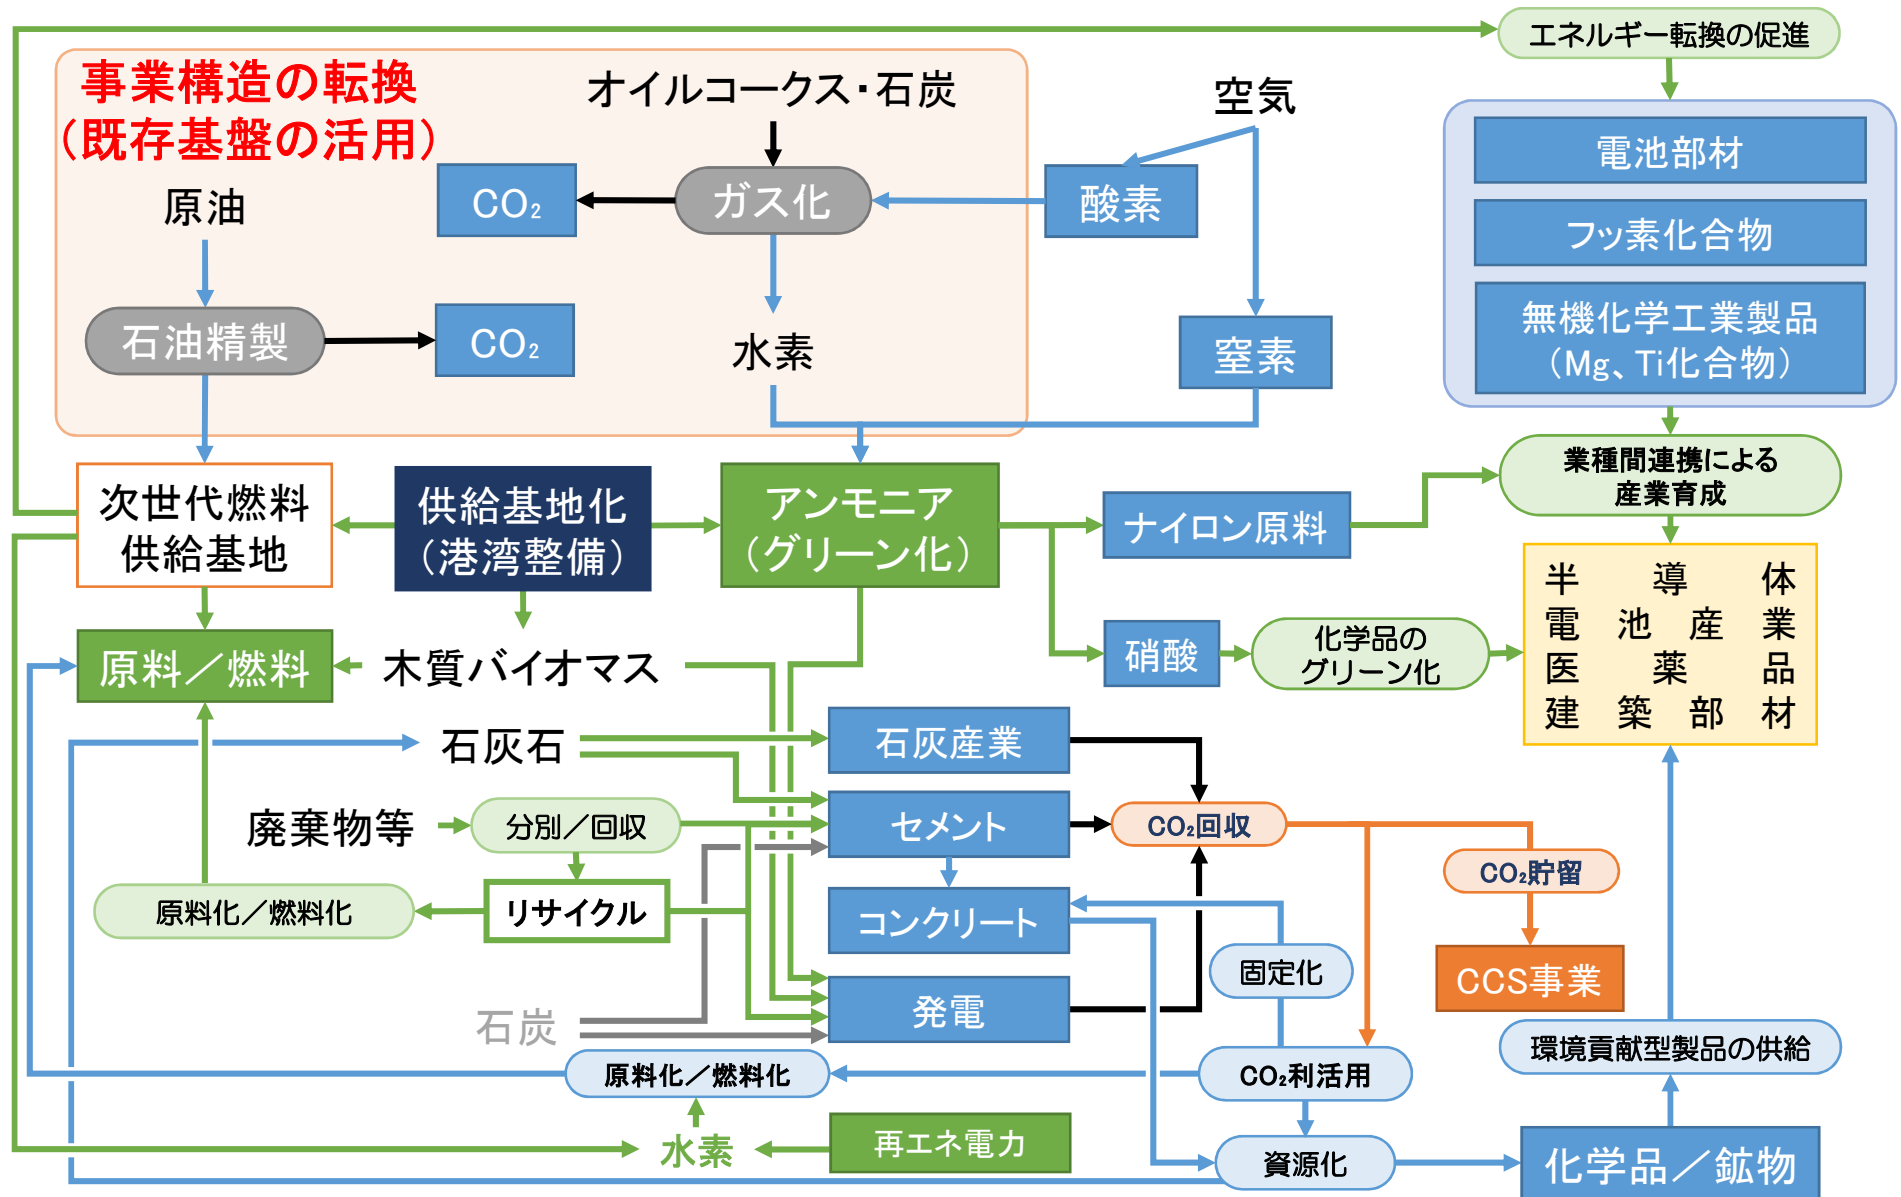 エネルギー転換の促進
事業構造の転換
（既存基盤の活用）
オイルコークス・石炭
空気
電池部材
原油
CO₂
ガス化
酸素
フッ素化合物
無機化学工業製品
（Mg、Ti化合物）
石油精製
CO₂
水素
窒素
業種間連携による
産業育成
次世代燃料
供給基地
供給基地化
（港湾整備）
アンモニア
（グリーン化）
ナイロン原料
半導体
電池産業
医薬品
建築部材
原料／燃料
木質バイオマス
硝酸
化学品の
グリーン化
石灰石
石灰産業
廃棄物等
分別／回収
セメント
CO₂回収
CO₂貯留
原料化／燃料化
リサイクル
コンクリート
固定化
CCS事業
石炭
発電
環境貢献型製品の供給
原料化／燃料化
CO₂利活用
水素
再エネ電力
資源化
化学品／鉱物